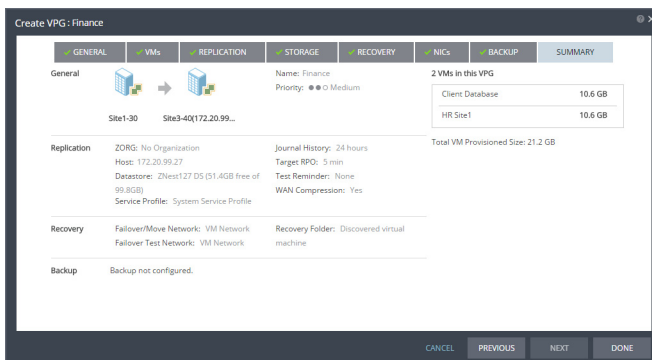 Create VPG: Finance
GENERAL VMs REPLICATION STORAGE RECOVERY NICs BACKUP SUMMARY
General
Site1-30 Site3-40(172.20.99...
Name: Finance
Priority: Medium
2 VMs in this VPG
Client Database 10.6 GB
HR Site1 10.6 GB
Total VM Provisioned Size: 21.2 GB
Replication
ZORG: No Organization
Host: 172.20.99.27
Datastore: ZNest127 DS (51.4GB free of
99.8GB)
Service Profile: System Service Profile
Journal History: 24 hours
Target RPO: 5 min
Test Reminder: None
WAN Compression: Yes
Recovery
Failover/Move Network: VM Network
Failover Test Network: VM Network
Recovery Folder: Discovered virtual
machine
Backup
Backup not configured.
CANCEL PREVIOUS NEXT DONE